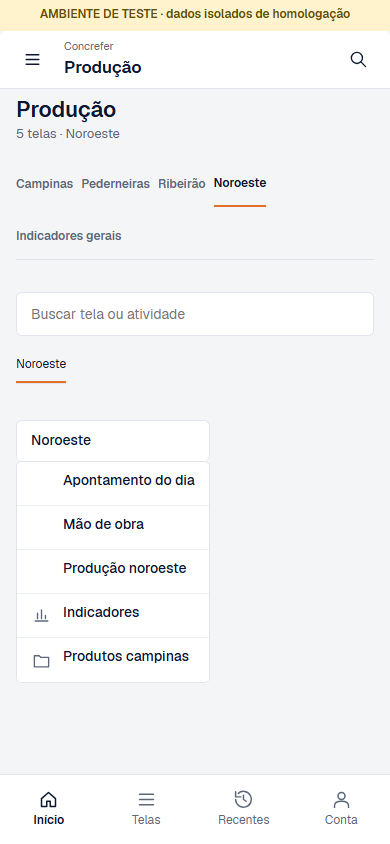 AMBIENTE DE TESTE · dados isolados de homologação
Concrefer
Produção
Produção
5 telas · Noroeste
Campinas Pederneiras Ribeirão Noroeste
Indicadores gerais
Buscar tela ou atividade
Noroeste
Noroeste
Apontamento do dia
Mão de obra
Produção noroeste
Indicadores
Produtos campinas
Início Telas Recentes Conta